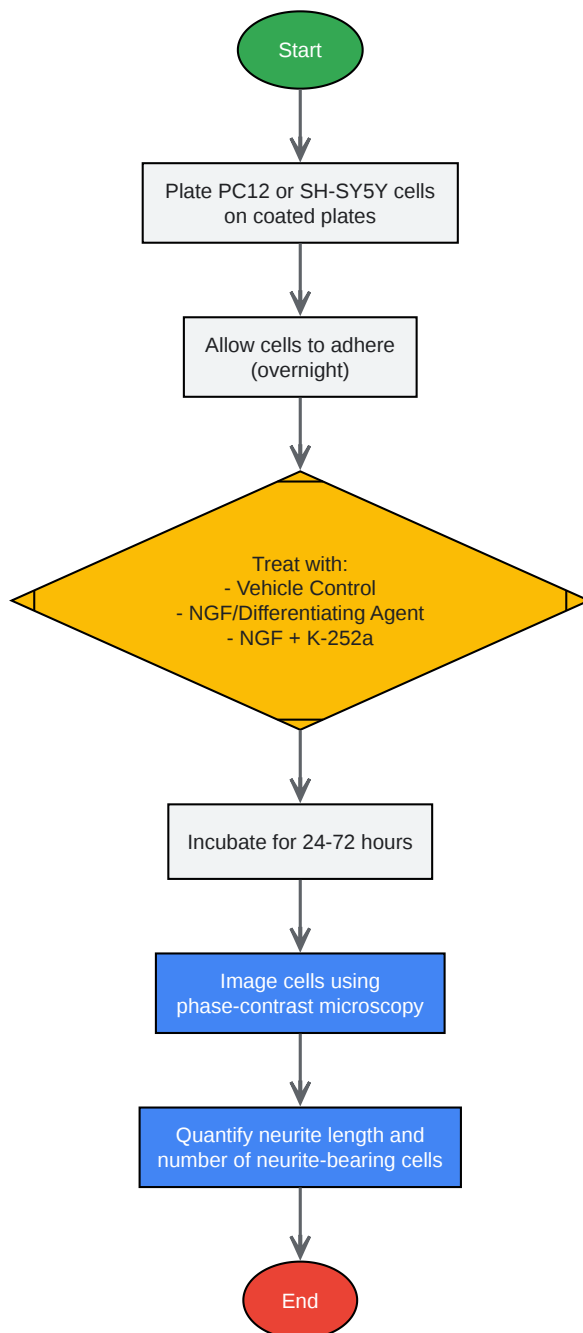 Start
Plate PC12 or SH-SY5Y cells
on coated plates
Allow cells to adhere
(overnight)
Treat with:
- Vehicle Control
- NGF/Differentiating Agent
- NGF + K-252a
Incubate for 24-72 hours
Image cells using
phase-contrast microscopy
Quantify neurite length and
number of neurite-bearing cells
End